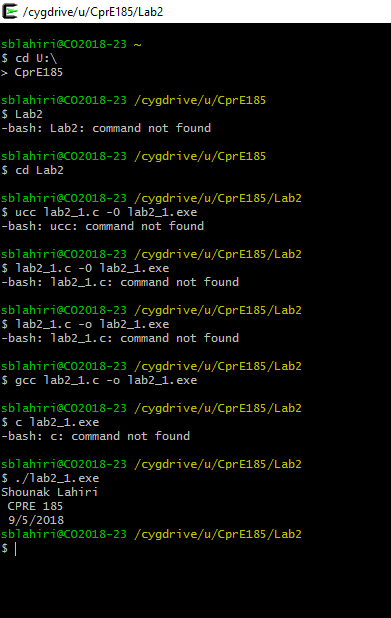 /cygdrive/u/CprE185/Lab2
sblahiri@CO2018-23 ~
$ cd U:\
> CprE185
sblahiri@CO2018-23 /cygdrive/u/CprE185
$ Lab2
-bash: Lab2: command not found
sblahiri@CO2018-23 /cygdrive/u/CprE185
$ cd Lab2
sblahiri@CO2018-23 /cygdrive/u/CprE185/Lab2
$ ucc lab2_1.c -O lab2_1.exe
-bash: ucc: command not found
sblahiri@CO2018-23 /cygdrive/u/CprE185/Lab2
$ lab2_1.c -O lab2_1.exe
-bash: lab2_1.c: command not found
sblahiri@CO2018-23 /cygdrive/u/CprE185/Lab2
$ lab2_1.c -o lab2_1.exe
-bash: lab2_1.c: command not found
sblahiri@CO2018-23 /cygdrive/u/CprE185/Lab2
$ gcc lab2_1.c -o lab2_1.exe
sblahiri@CO2018-23 /cygdrive/u/CprE185/Lab2
$ c lab2_1.exe
-bash: c: command not found
sblahiri@CO2018-23 /cygdrive/u/CprE185/Lab2
$ ./lab2_1.exe
Shounak Lahiri
 CPRE 185
 9/5/2018
sblahiri@CO2018-23 /cygdrive/u/CprE185/Lab2
$